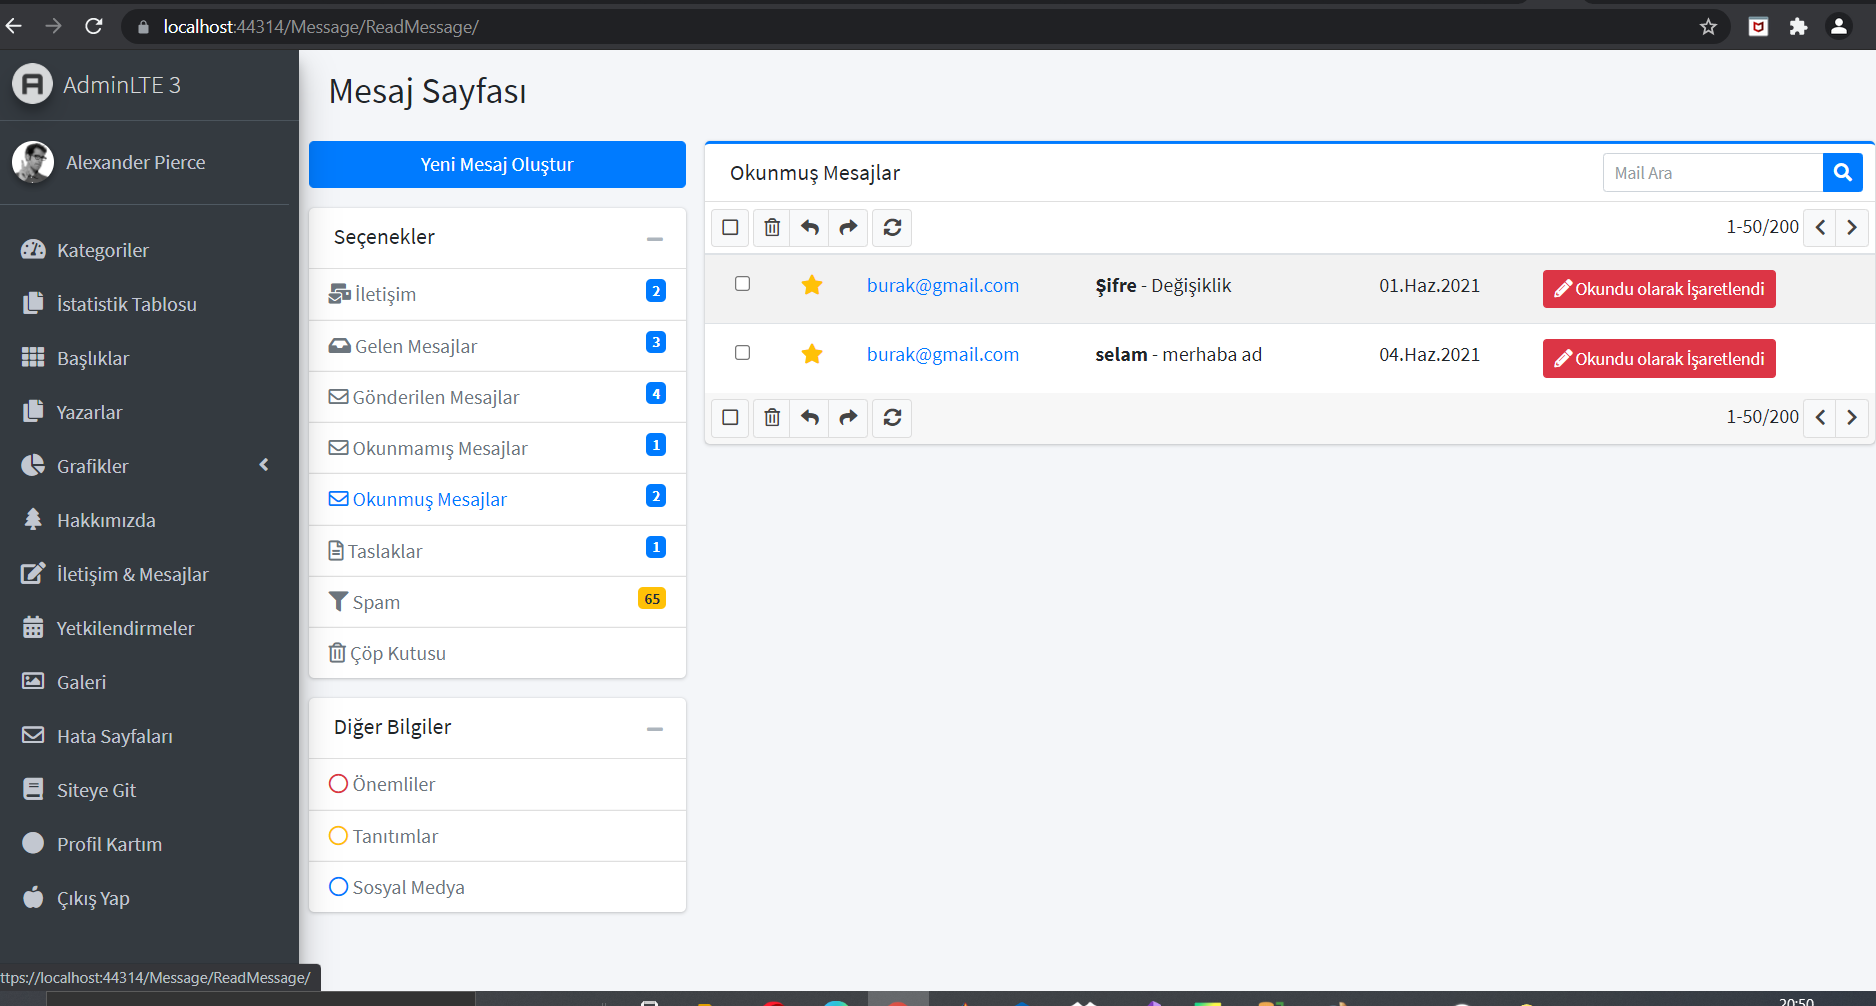 localhost:44314/Message/ReadMessage/
AdminLTE 3
Alexander Pierce
Kategoriler
İstatistik Tablosu
Başlıklar
Yazarlar
Grafikler
Hakkımızda
İletişim & Mesajlar
Yetkilendirmeler
Galeri
Hata Sayfaları
Siteye Git
Profil Kartım
Çıkış Yap
Mesaj Sayfası
Yeni Mesaj Oluştur
Seçenekler
İletişim 2
Gelen Mesajlar 3
Gönderilen Mesajlar 4
Okunmamış Mesajlar 1
Okunmuş Mesajlar 2
Taslaklar 1
Spam 65
Çöp Kutusu
Diğer Bilgiler
Önemliler
Tanıtımlar
Sosyal Medya
Okunmuş Mesajlar
Mail Ara
1-50/200
burak@gmail.com Şifre - Değişiklik 01.Haz.2021 Okundu olarak İşaretlendi
burak@gmail.com selam - merhaba ad 04.Haz.2021 Okundu olarak İşaretlendi
1-50/200
ttps://localhost:44314/Message/ReadMessage/
20:50